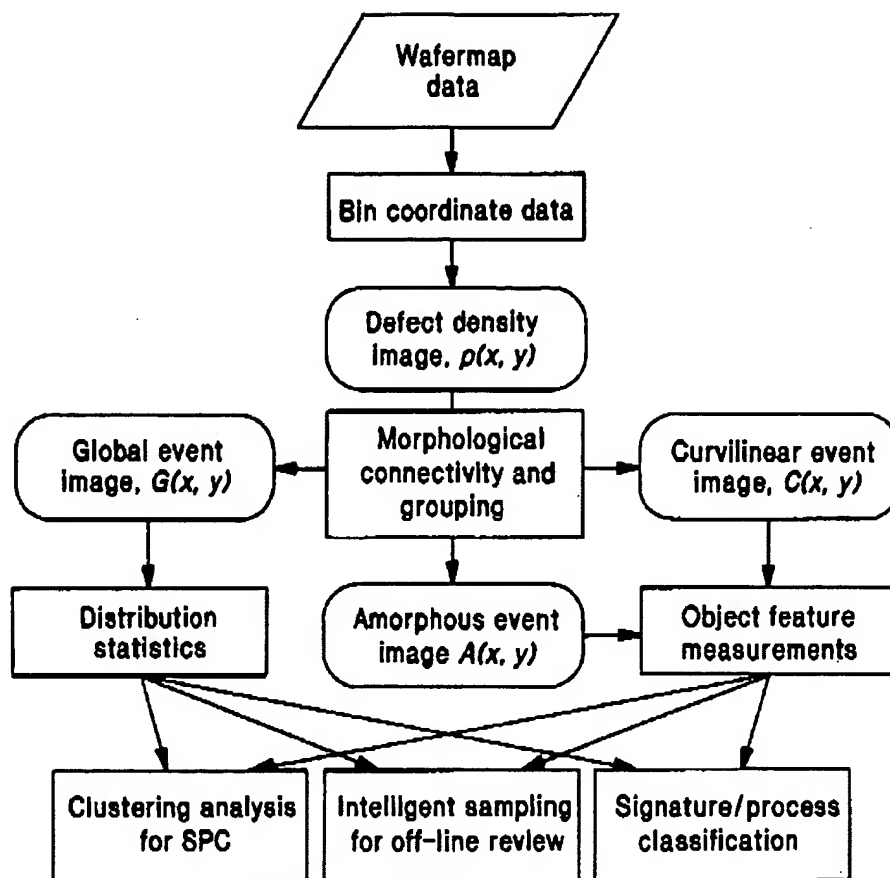 Wafermap
data
Bin coordinate data
Defect density
image, ρ(x, y)
Global event
image, G(x, y)
Morphological
connectivity and
grouping
Curvilinear event
image, C(x, y)
Distribution
statistics
Amorphous event
image A(x, y)
Object feature
measurements
Clustering analysis
for SPC
Intelligent sampling
for off-line review
Signature/process
classification